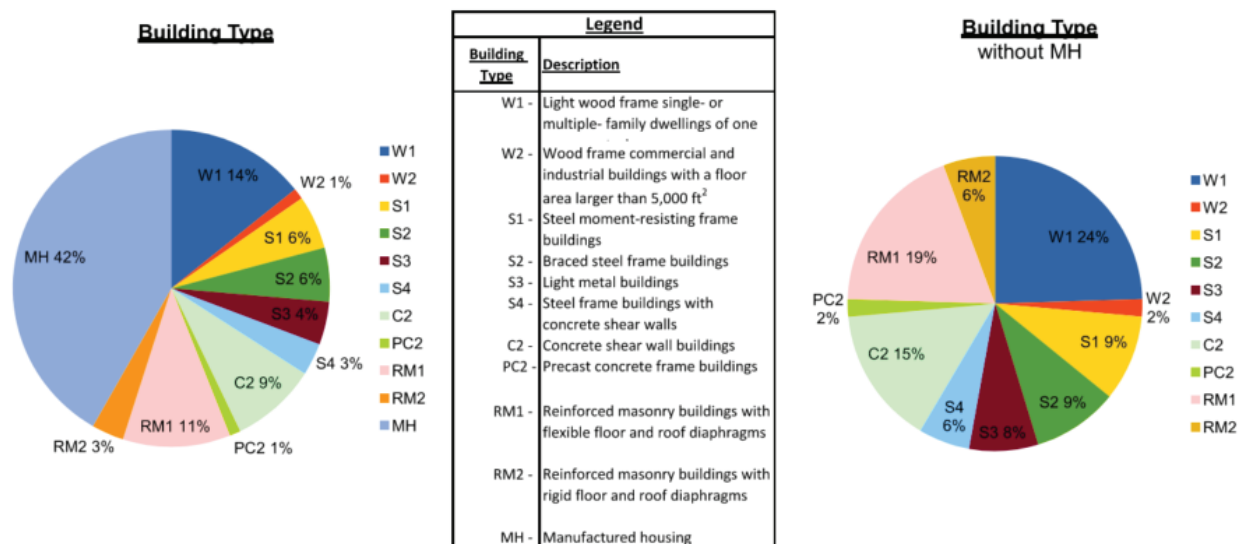 Building Type
W1 14%
W2 1%
S1 6%
S2 6%
S3 4%
S4 3%
C2 9%
PC2 1%
RM1 11%
RM2 3%
MH 42%
W1
W2
S1
S2
S3
S4
C2
PC2
RM1
RM2
MH
Legend
Building
Type
Description
W1 - Light wood frame single- or
multiple- family dwellings of one
W2 - Wood frame commercial and
industrial buildings with a floor
area larger than 5,000 ft²
S1 - Steel moment-resisting frame
buildings
S2 - Braced steel frame buildings
S3 - Light metal buildings
S4 - Steel frame buildings with
concrete shear walls
C2 - Concrete shear wall buildings
PC2 - Precast concrete frame buildings
RM1 - Reinforced masonry buildings with
flexible floor and roof diaphragms
RM2 - Reinforced masonry buildings with
rigid floor and roof diaphragms
MH - Manufactured housing
Building Type
without MH
W1 24%
W2
2%
S1 9%
S2 9%
S3 8%
S4
6%
C2 15%
PC2
2%
RM1 19%
RM2
6%
W1
W2
S1
S2
S3
S4
C2
PC2
RM1
RM2